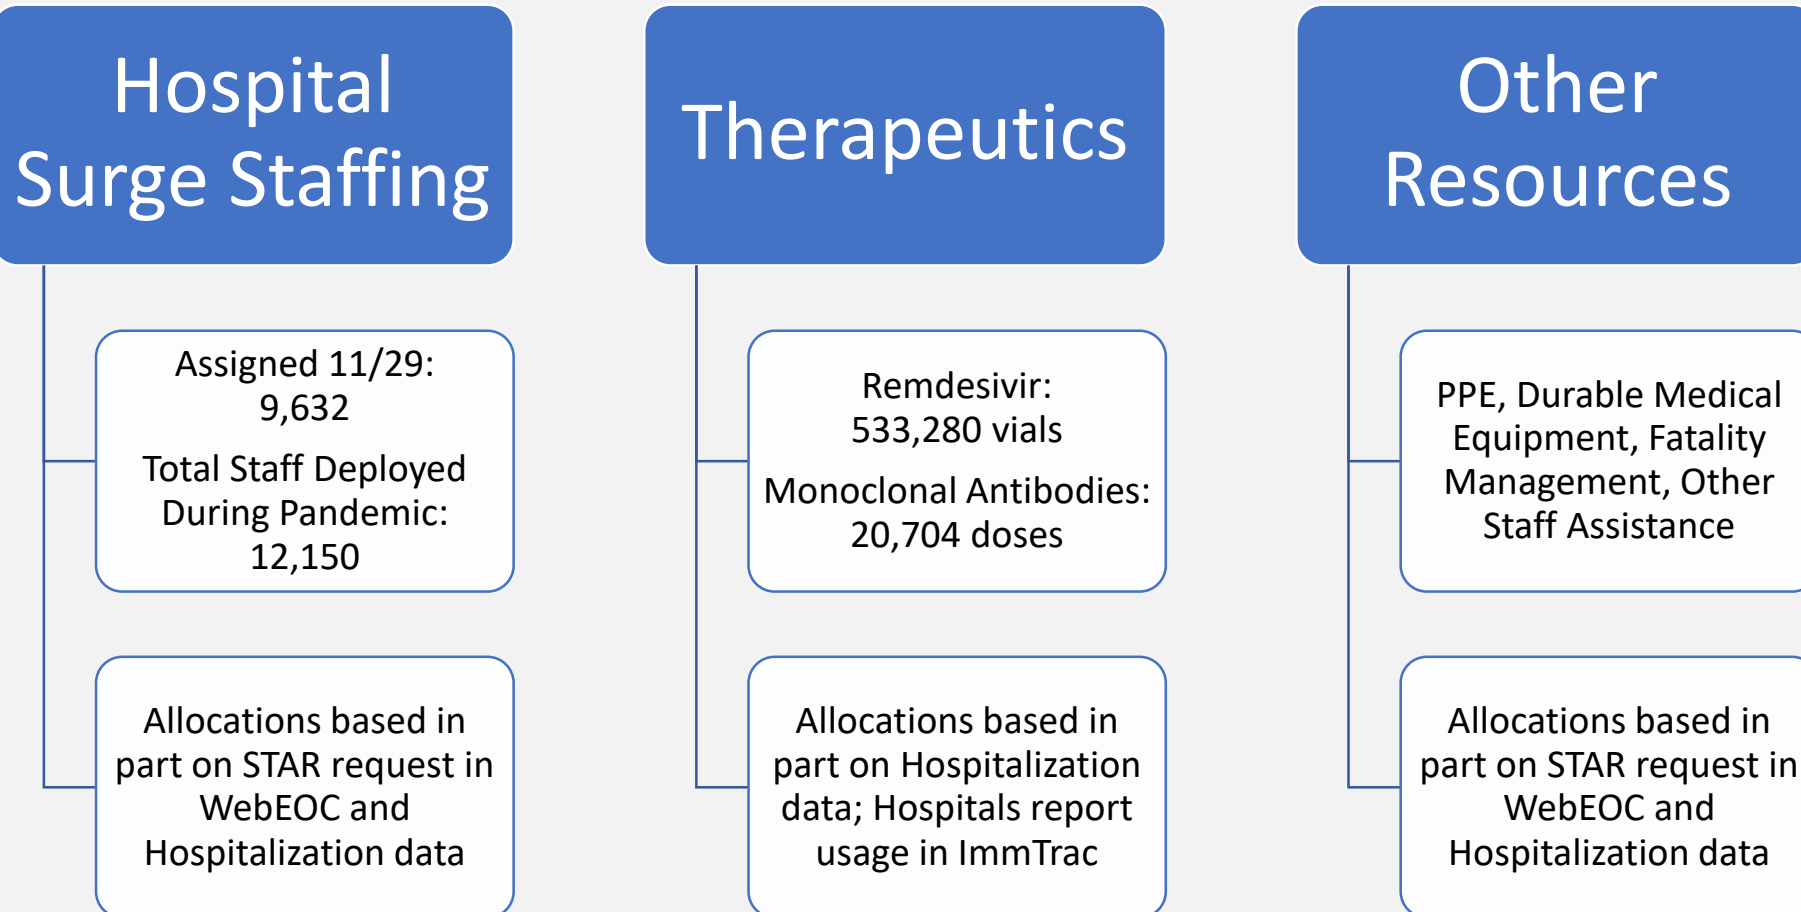 Hospital
Surge Staffing
Assigned 11/29:
9,632
Total Staff Deployed
During Pandemic:
12,150
Allocations based in
part on STAR request in
WebEOC and
Hospitalization data
Therapeutics
Remdesivir:
533,280 vials
Monoclonal Antibodies:
20,704 doses
Allocations based in
part on Hospitalization
data; Hospitals report
usage in ImmTrac
Other
Resources
PPE, Durable Medical
Equipment, Fatality
Management, Other
Staff Assistance
Allocations based in
part on STAR request in
WebEOC and
Hospitalization data